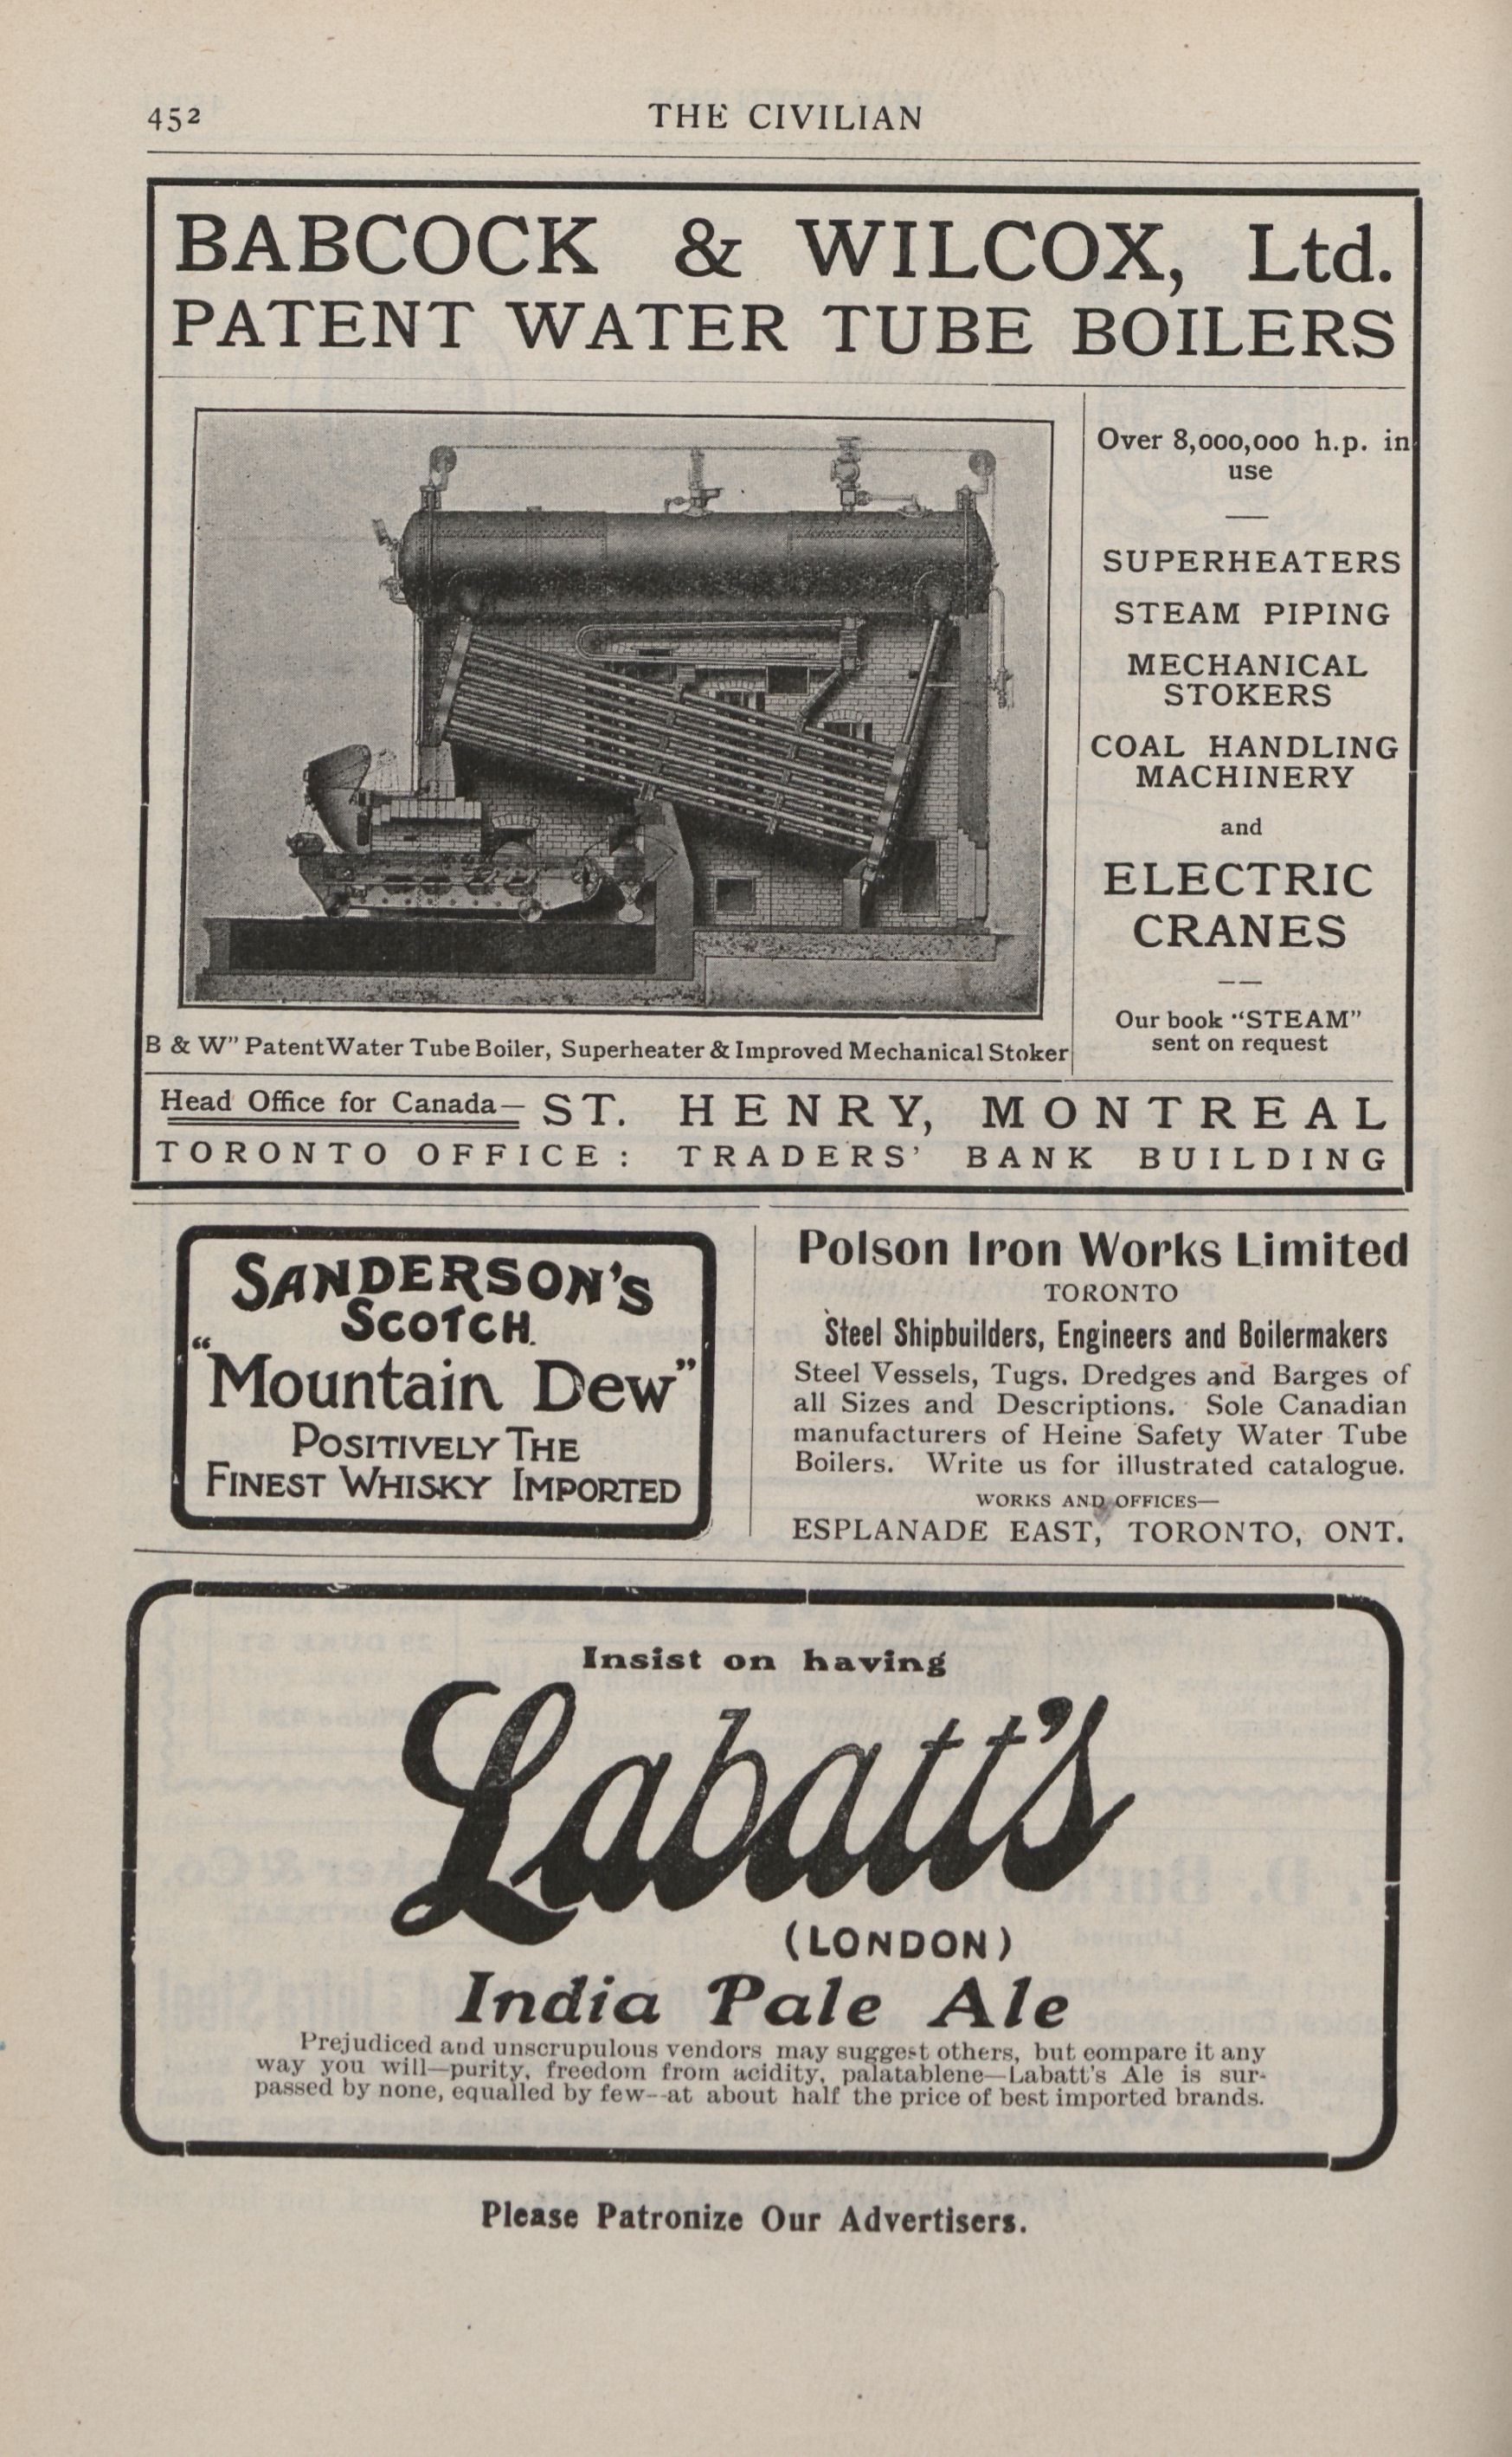 452
THE CIVILIAN
BABCOCK & WILCOX, Ltd.
PATENT WATER TUBE BOILERS
Over 8,000,000 h.p. in
use
SUPERHEATERS
STEAM PIPING
MECHANICAL
STOKERS
COAL HANDLING
MACHINERY
and
ELECTRIC
CRANES
Our book "STEAM"
sent on request
B & W" Patent Water Tube Boiler, Superheater & Improved Mechanical Stoker
Head Office for Canada— ST. HENRY, MONTREAL
TORONTO OFFICE: TRADERS' BANK BUILDING
SANDERSON'S
SCOTCH
"Mountain Dew"
POSITIVELY THE
FINEST WHISKY IMPORTED
Polson Iron Works Limited
TORONTO
Steel Shipbuilders, Engineers and Boilermakers
Steel Vessels, Tugs. Dredges and Barges of
all Sizes and Descriptions. Sole Canadian
manufacturers of Heine Safety Water Tube
Boilers. Write us for illustrated catalogue.
WORKS AND OFFICES—
ESPLANADE EAST, TORONTO, ONT.
Insist on having
Labatt's
(LONDON)
India Pale Ale
Prejudiced and unscrupulous vendors may suggest others, but compare it any
way you will—purity, freedom from acidity, palatablene—Labatt's Ale is sur-
passed by none, equalled by few--at about half the price of best imported brands.
Please Patronize Our Advertisers.